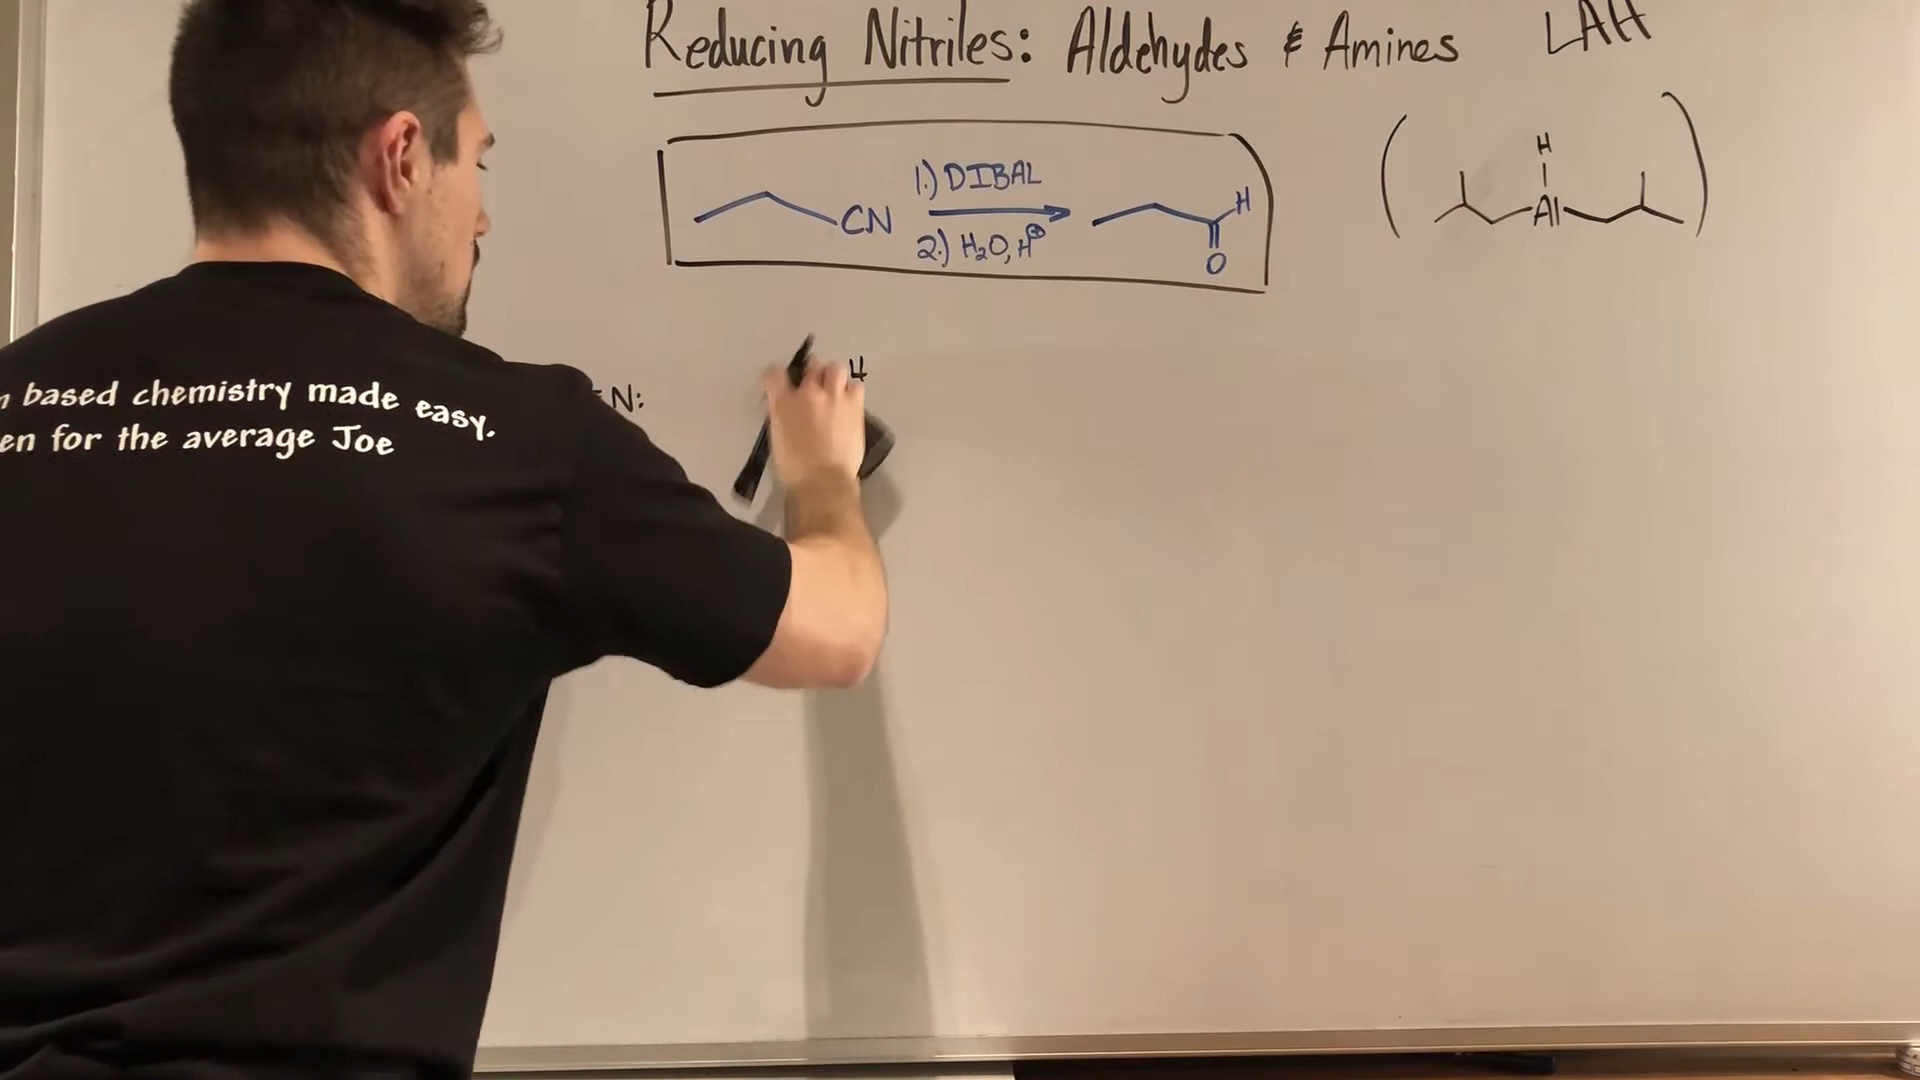 Reducing Nitriles: Aldehydes & Amines LAH
CN
1.) DIBAL
2.) H₂O, H⊕
H
O
H
Al
N:
H
based chemistry made easy.
for the average Joe